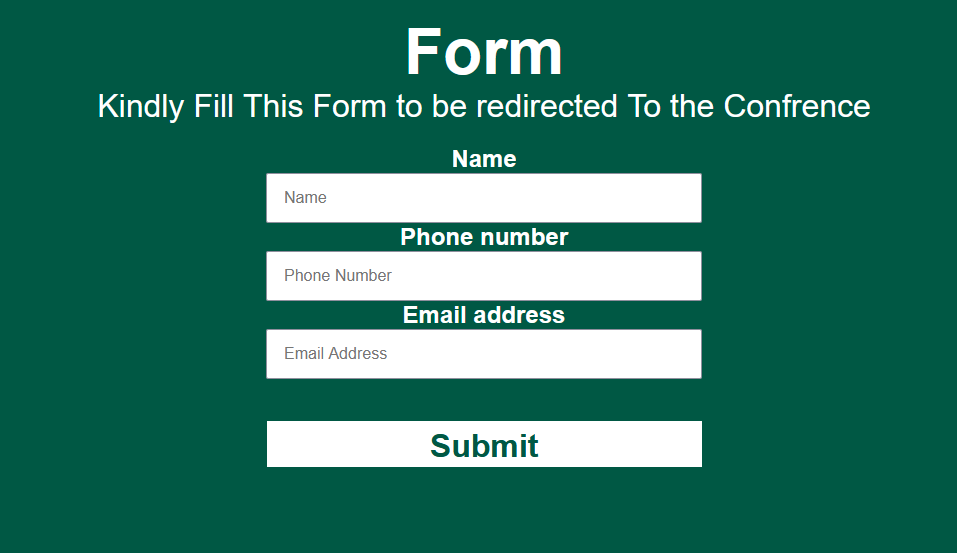 Form
Kindly Fill This Form to be redirected To the Confrence
Name
Name
Phone number
Phone Number
Email address
Email Address
Submit